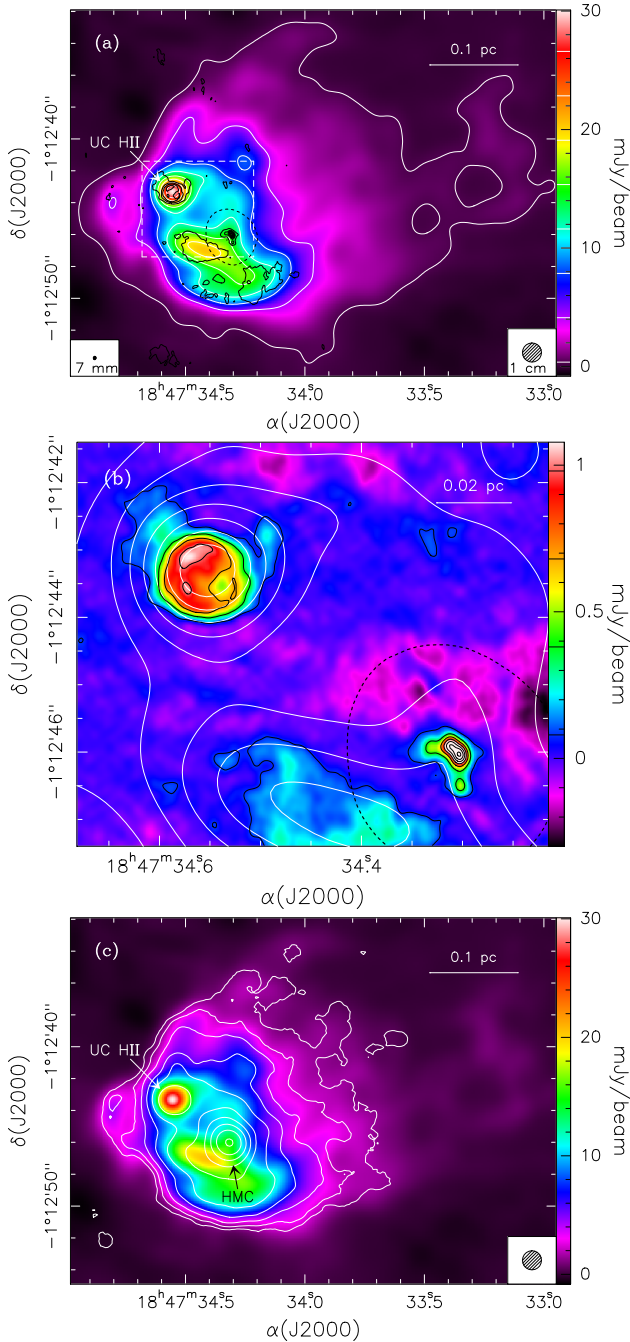 (a)
0.1 pc
UC HII
7 mm
1 cm
−1°12'40''
−1°12'50''
δ(J2000)
18ʰ47ᵐ34.5ˢ
34.0ˢ
33.5ˢ
33.0ˢ
α(J2000)
30
20
10
0
mJy/beam
(b)
0.02 pc
−1°12'42''
−1°12'44''
−1°12'46''
δ(J2000)
18ʰ47ᵐ34.6ˢ
34.4ˢ
α(J2000)
1
0.5
0
mJy/beam
(c)
0.1 pc
UC HII
HMC
−1°12'40''
−1°12'50''
δ(J2000)
18ʰ47ᵐ34.5ˢ
34.0ˢ
33.5ˢ
33.0ˢ
α(J2000)
30
20
10
0
mJy/beam